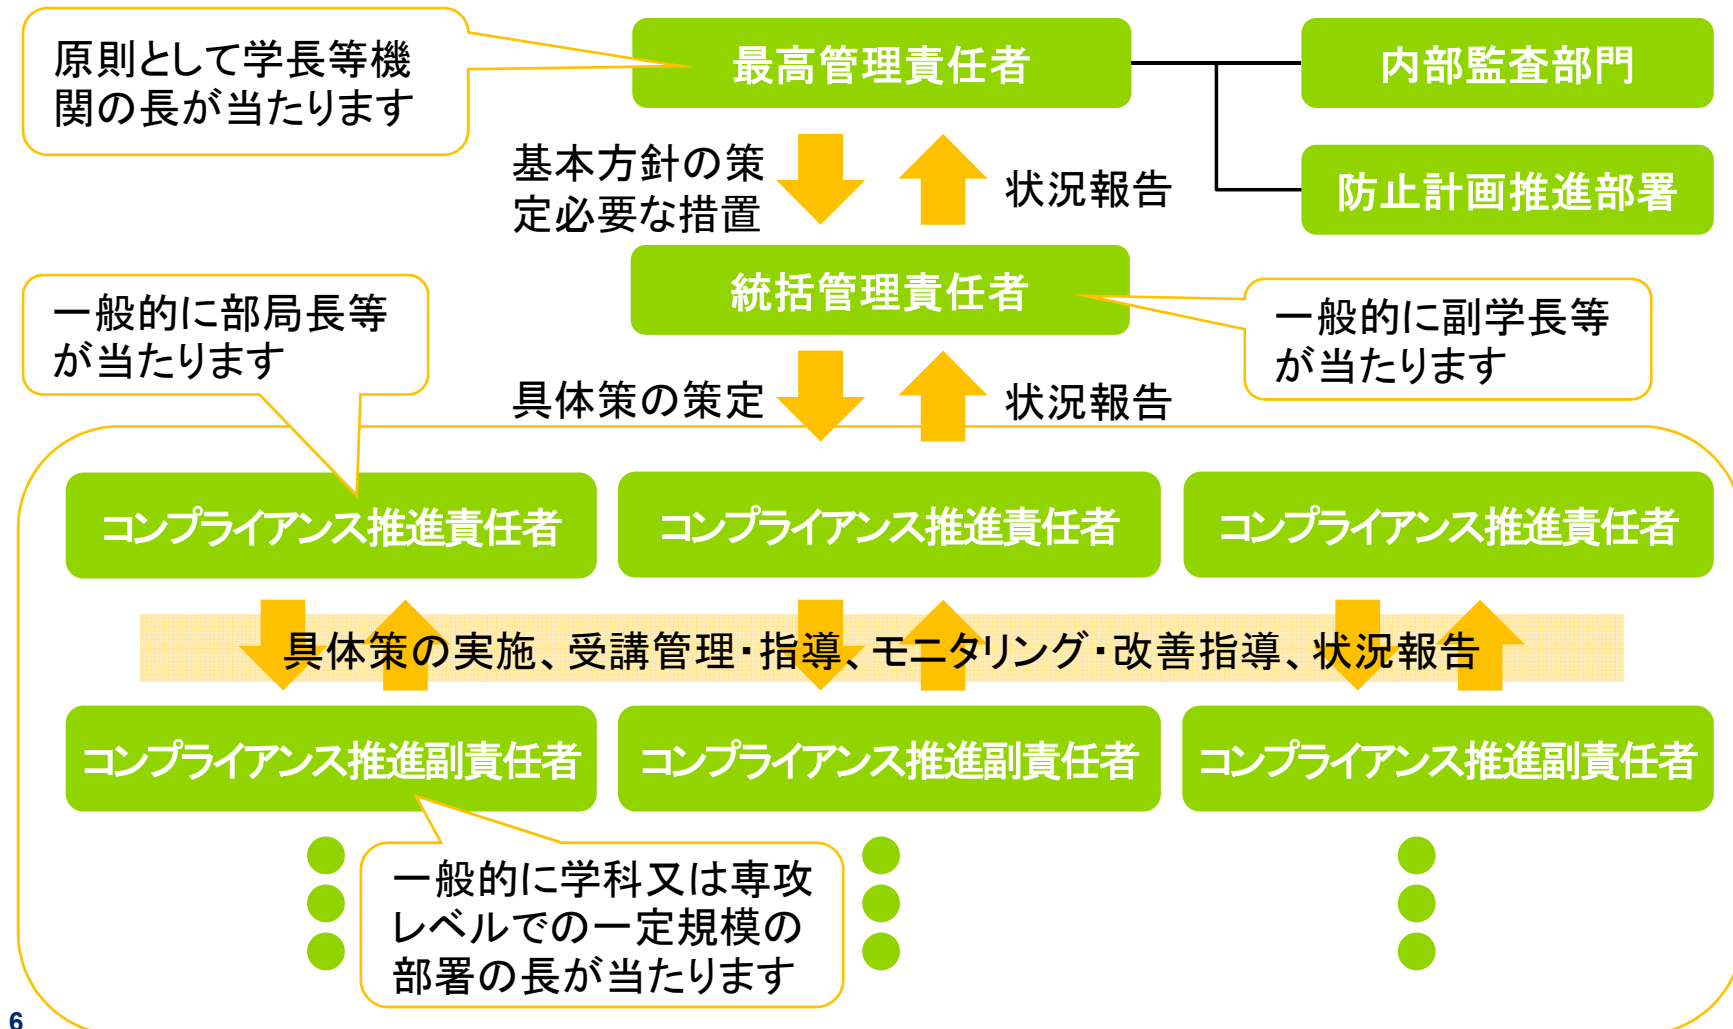 原則として学長等機
関の長が当たります
最高管理責任者
内部監査部門
防止計画推進部署
基本方針の策
定必要な措置
状況報告
統括管理責任者
一般的に部局長等
が当たります
一般的に副学長等
が当たります
具体策の策定
状況報告
コンプライアンス推進責任者
コンプライアンス推進責任者
コンプライアンス推進責任者
具体策の実施、受講管理・指導、モニタリング・改善指導、状況報告
コンプライアンス推進副責任者
コンプライアンス推進副責任者
コンプライアンス推進副責任者
一般的に学科又は専攻
レベルでの一定規模の
部署の長が当たります
6